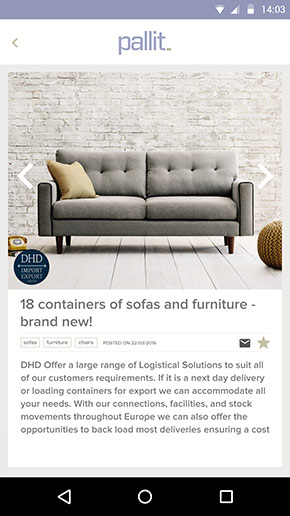 14:03
pallit_
DHD
IMPORT
EXPORT
18 containers of sofas and furniture -
brand new!
sofas furniture chairs POSTED ON 22/03/2016
DHD Offer a large range of Logistical Solutions to suit all
of our customers requirements. If it is a next day delivery
or loading containers for export we can accommodate all
your needs. With our connections, facilities, and stock
movements throughout Europe we can also offer the
opportunities to back load most deliveries ensuring a cost